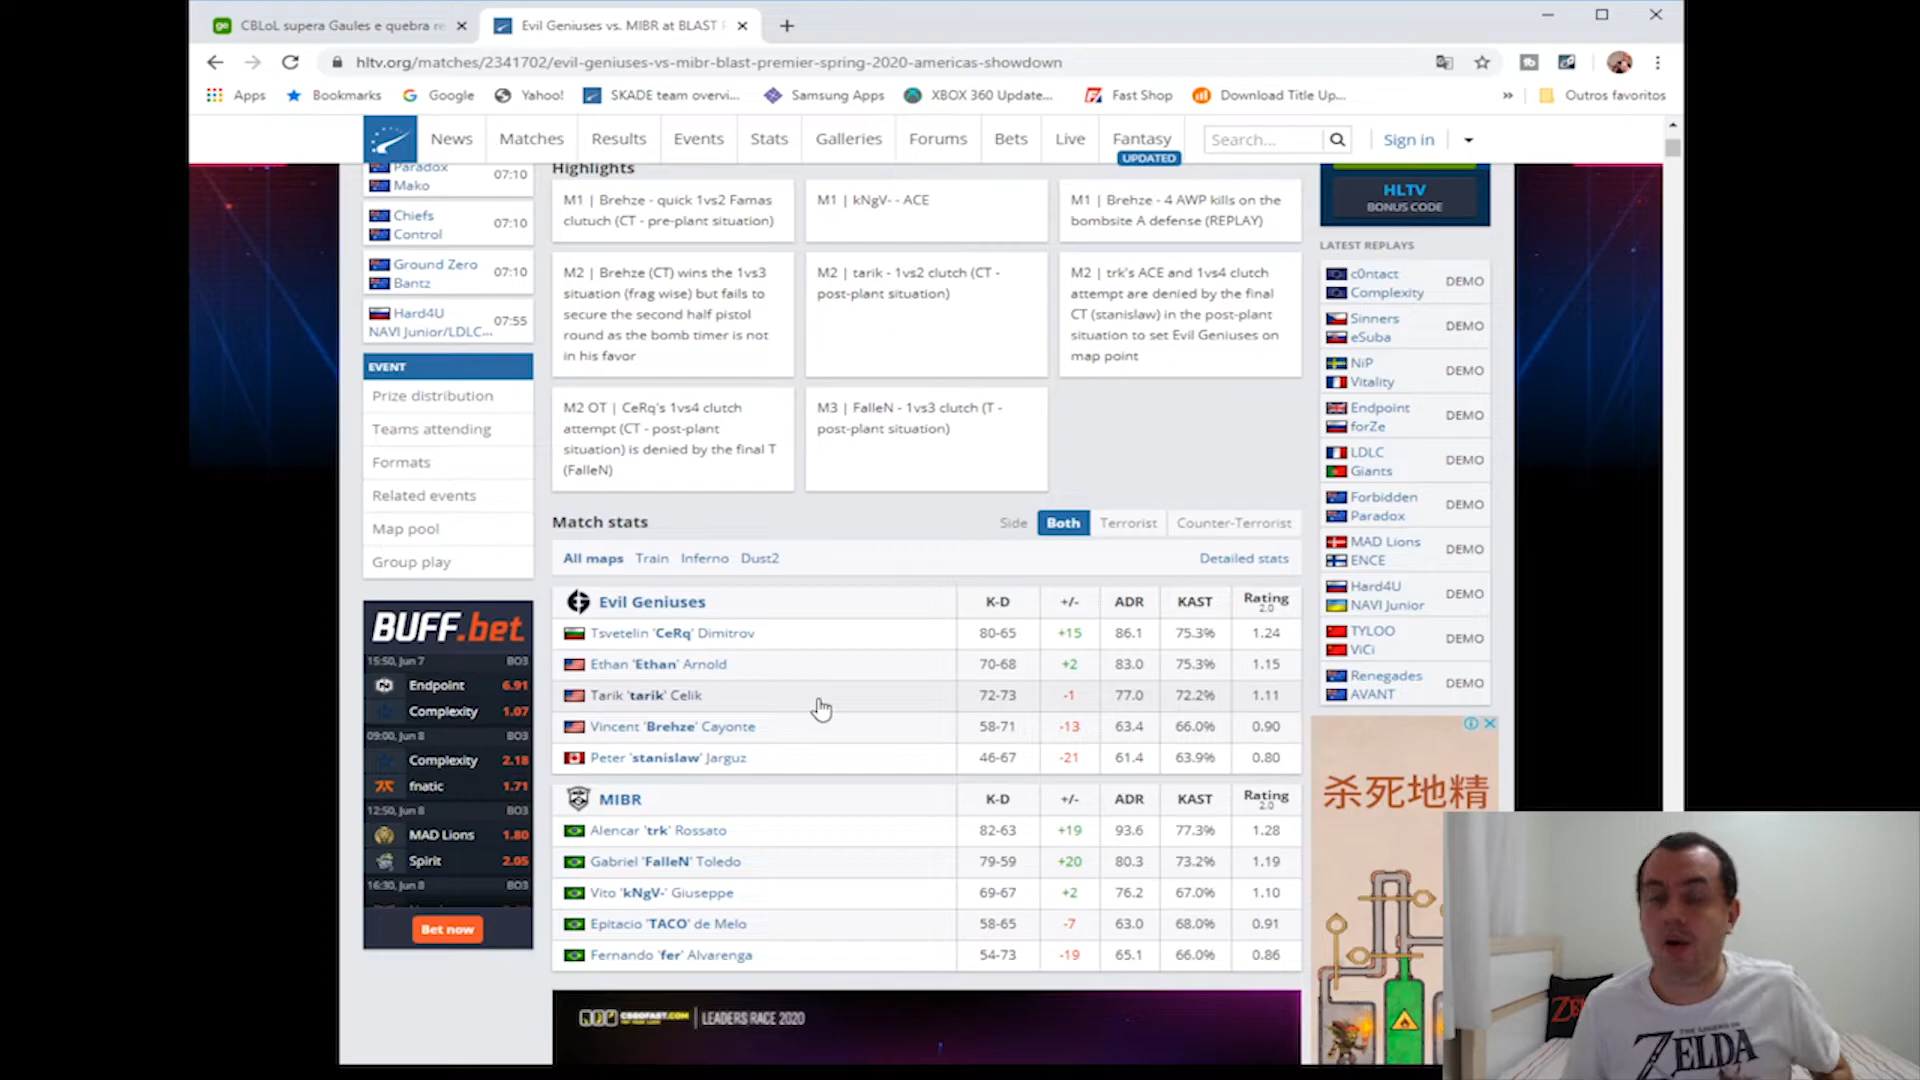 CBLoL supera Gaules e quebra re
Evil Geniuses vs. MIBR at BLAST P
hltv.org/matches/2341702/evil-geniuses-vs-mibr-blast-premier-spring-2020-americas-showdown
Apps
Bookmarks
Google
Yahoo!
SKADE team overvi...
Samsung Apps
XBOX 360 Update...
Fast Shop
Download Title Up...
»
Outros favoritos
News
Matches
Results
Events
Stats
Galleries
Forums
Bets
Live
Fantasy
UPDATED
Search...
Sign in
Paradox
Mako
07:10
Chiefs
Control
07:10
Ground Zero
Bantz
07:10
Hard4U
NAVI Junior/LDLC...
07:55
EVENT
Prize distribution
Teams attending
Formats
Related events
Map pool
Group play
BUFF.bet
15:50, Jun 7 BO3
Endpoint 6.91
Complexity 1.07
09:00, Jun 8 BO3
Complexity 2.18
fnatic 1.71
12:50, Jun 8 BO3
MAD Lions 1.80
Spirit 2.05
16:30, Jun 8 BO3
Bet now
Highlights
M1 | Brehze - quick 1vs2 Famas
clutuch (CT - pre-plant situation)
M1 | kNgV- - ACE
M1 | Brehze - 4 AWP kills on the
bombsite A defense (REPLAY)
M2 | Brehze (CT) wins the 1vs3
situation (frag wise) but fails to
secure the second half pistol
round as the bomb timer is not
in his favor
M2 | tarik - 1vs2 clutch (CT -
post-plant situation)
M2 | trk's ACE and 1vs4 clutch
attempt are denied by the final
CT (stanislaw) in the post-plant
situation to set Evil Geniuses on
map point
M2 OT | CeRq's 1vs4 clutch
attempt (CT - post-plant
situation) is denied by the final T
(FalleN)
M3 | FalleN - 1vs3 clutch (T -
post-plant situation)
Match stats
Side Both Terrorist Counter-Terrorist
All maps Train Inferno Dust2 Detailed stats
Evil Geniuses K-D +/- ADR KAST Rating 2.0
Tsvetelin 'CeRq' Dimitrov 80-65 +15 86.1 75.3% 1.24
Ethan 'Ethan' Arnold 70-68 +2 83.0 75.3% 1.15
Tarik 'tarik' Celik 72-73 -1 77.0 72.2% 1.11
Vincent 'Brehze' Cayonte 58-71 -13 63.4 66.0% 0.90
Peter 'stanislaw' Jarguz 46-67 -21 61.4 63.9% 0.80
MIBR K-D +/- ADR KAST Rating 2.0
Alencar 'trk' Rossato 82-63 +19 93.6 77.3% 1.28
Gabriel 'FalleN' Toledo 79-59 +20 80.3 73.2% 1.19
Vito 'kNgV-' Giuseppe 69-67 +2 76.2 67.0% 1.10
Epitacio 'TACO' de Melo 58-65 -7 63.0 68.0% 0.91
Fernando 'fer' Alvarenga 54-73 -19 65.1 66.0% 0.86
CSGOFAST.COM | LEADERS RACE 2020
HLTV
BONUS CODE
LATEST REPLAYS
c0ntact
Complexity
DEMO
Sinners
eSuba
DEMO
NiP
Vitality
DEMO
Endpoint
forZe
DEMO
LDLC
Giants
DEMO
Forbidden
Paradox
DEMO
MAD Lions
ENCE
DEMO
Hard4U
NAVI Junior
DEMO
TYLOO
ViCi
DEMO
Renegades
AVANT
DEMO
杀死地精
THE LEGEND OF
ZELDA